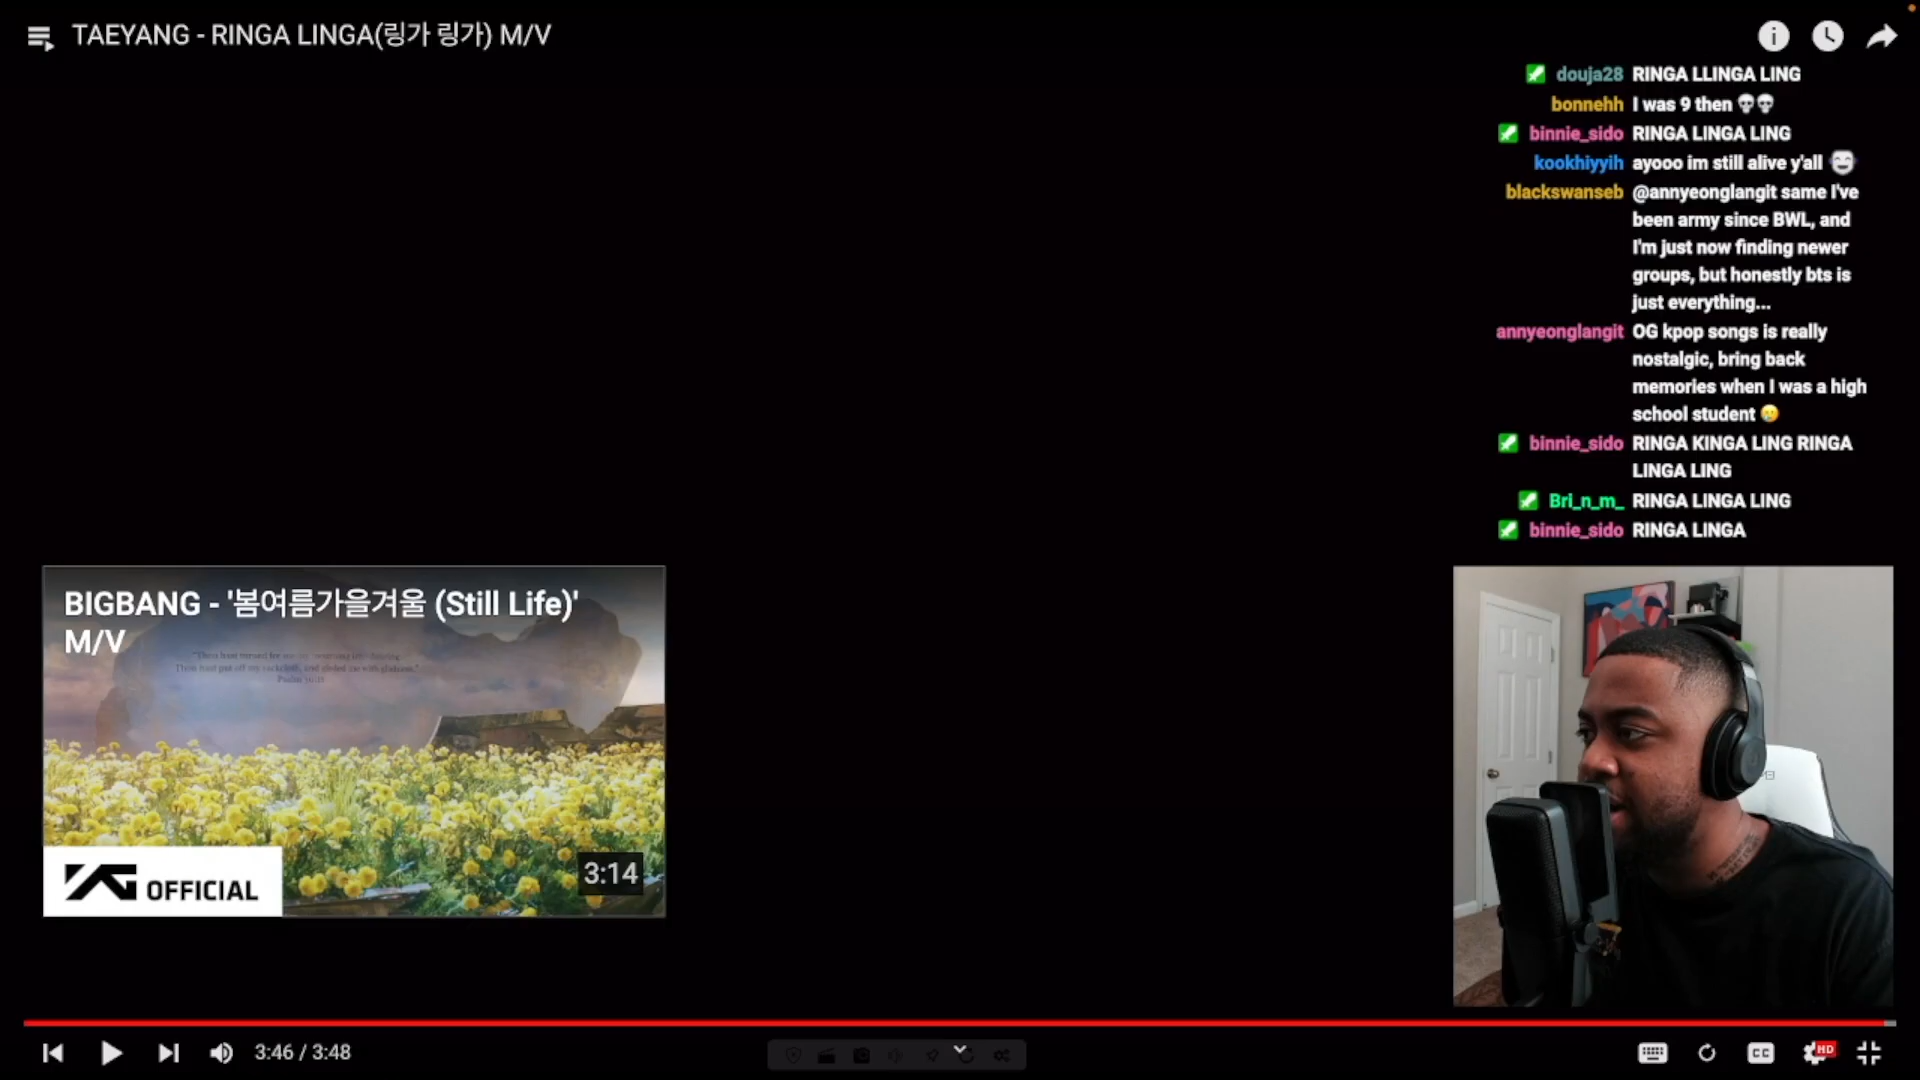 TAEYANG - RINGA LINGA(링가 링가) M/V
douja28 RINGA LLINGA LING
bonnehh I was 9 then 💀💀
binnie_sido RINGA LINGA LING
kookhiyyih ayooo im still alive y'all
blackswanseb @annyeonglangit same I've
been army since BWL, and
I'm just now finding newer
groups, but honestly bts is
just everything...
annyeonglangit OG kpop songs is really
nostalgic, bring back
memories when I was a high
school student 🥲
binnie_sido RINGA KINGA LING RINGA
LINGA LING
Bri_n_m_ RINGA LINGA LING
binnie_sido RINGA LINGA
BIGBANG - '봄여름가을겨울 (Still Life)'
M/V
YG OFFICIAL
3:14
3:46 / 3:48
CC
HD